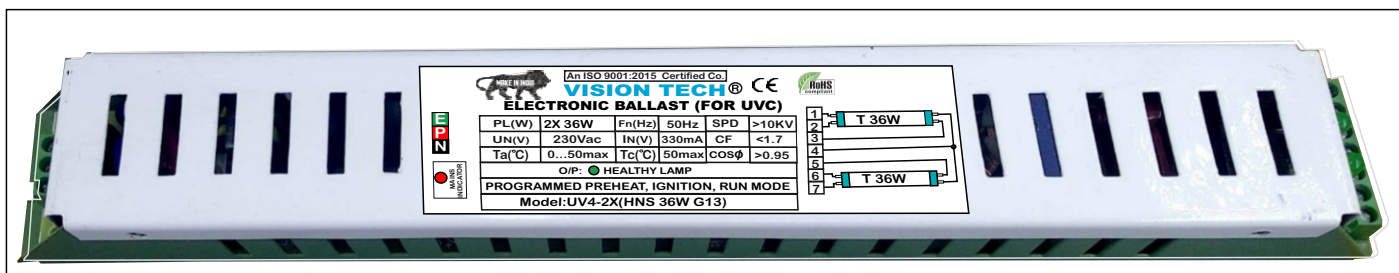 MAKE IN INDIA
An ISO 9001:2015 Certified Co.
VISION TECH® CE
RoHS
compliant
ELECTRONIC BALLAST (FOR UVC)
PL(W) 2X 36W Fn(Hz) 50Hz SPD >10KV
UN(V) 230Vac IN(V) 330mA CF <1.7
Ta(℃) 0...50max Tc(℃) 50max COSϕ >0.95
O/P: HEALTHY LAMP
PROGRAMMED PREHEAT, IGNITION, RUN MODE
Model:UV4-2X(HNS 36W G13)
E
P
N
MAINS
INDICATOR
1
2
3
4
5
6
7
T 36W
T 36W